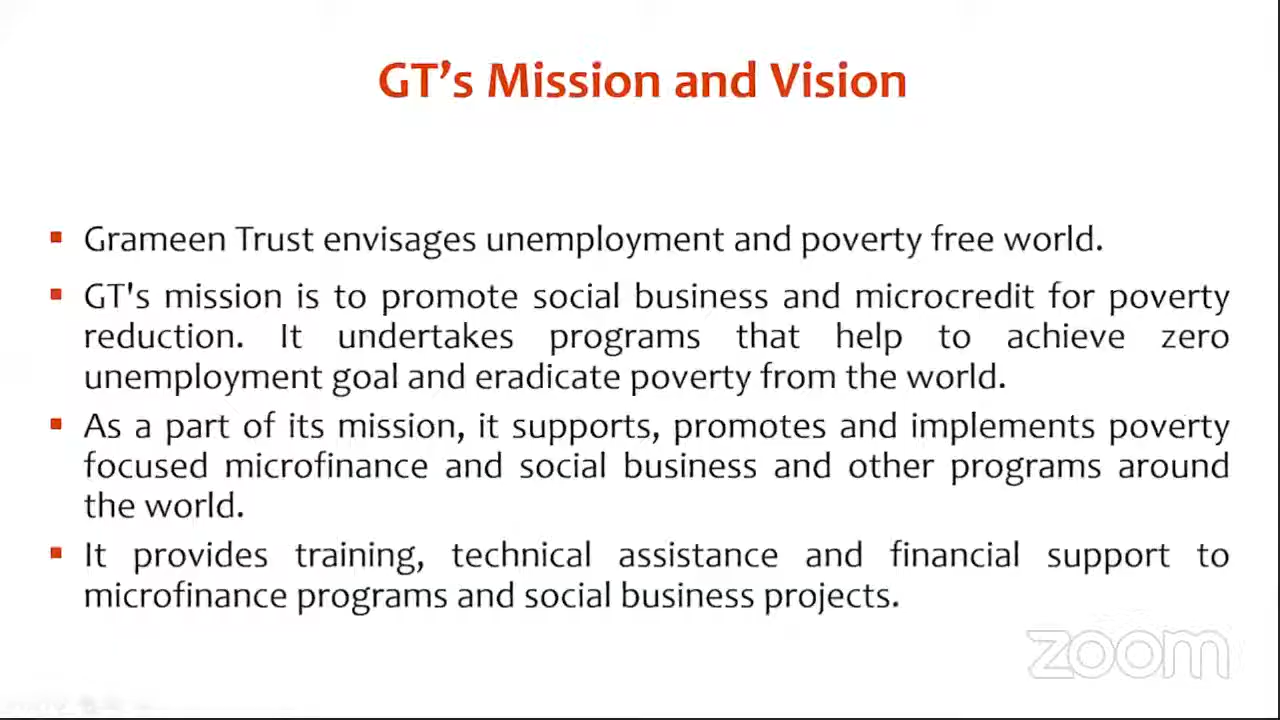 GT’s Mission and Vision
▪ Grameen Trust envisages unemployment and poverty free world.
▪ GT's mission is to promote social business and microcredit for poverty
reduction. It undertakes programs that help to achieve zero
unemployment goal and eradicate poverty from the world.
▪ As a part of its mission, it supports, promotes and implements poverty
focused microfinance and social business and other programs around
the world.
▪ It provides training, technical assistance and financial support to
microfinance programs and social business projects.
zoom